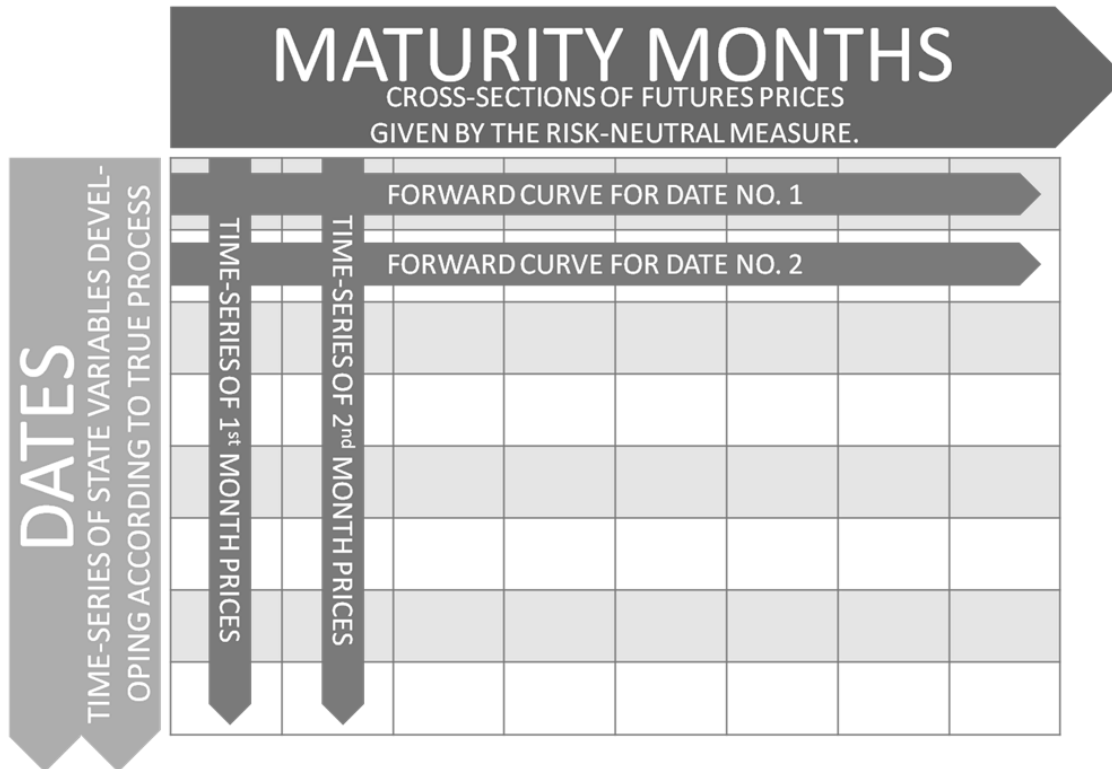 MATURITY MONTHS
CROSS-SECTIONS OF FUTURES PRICES
GIVEN BY THE RISK-NEUTRAL MEASURE.
DATES
TIME-SERIES OF STATE VARIABLES DEVEL-
OPING ACCORDING TO TRUE PROCESS
FORWARD CURVE FOR DATE NO. 1
FORWARD CURVE FOR DATE NO. 2
TIME-SERIES OF 1st MONTH PRICES
TIME-SERIES OF 2nd MONTH PRICES